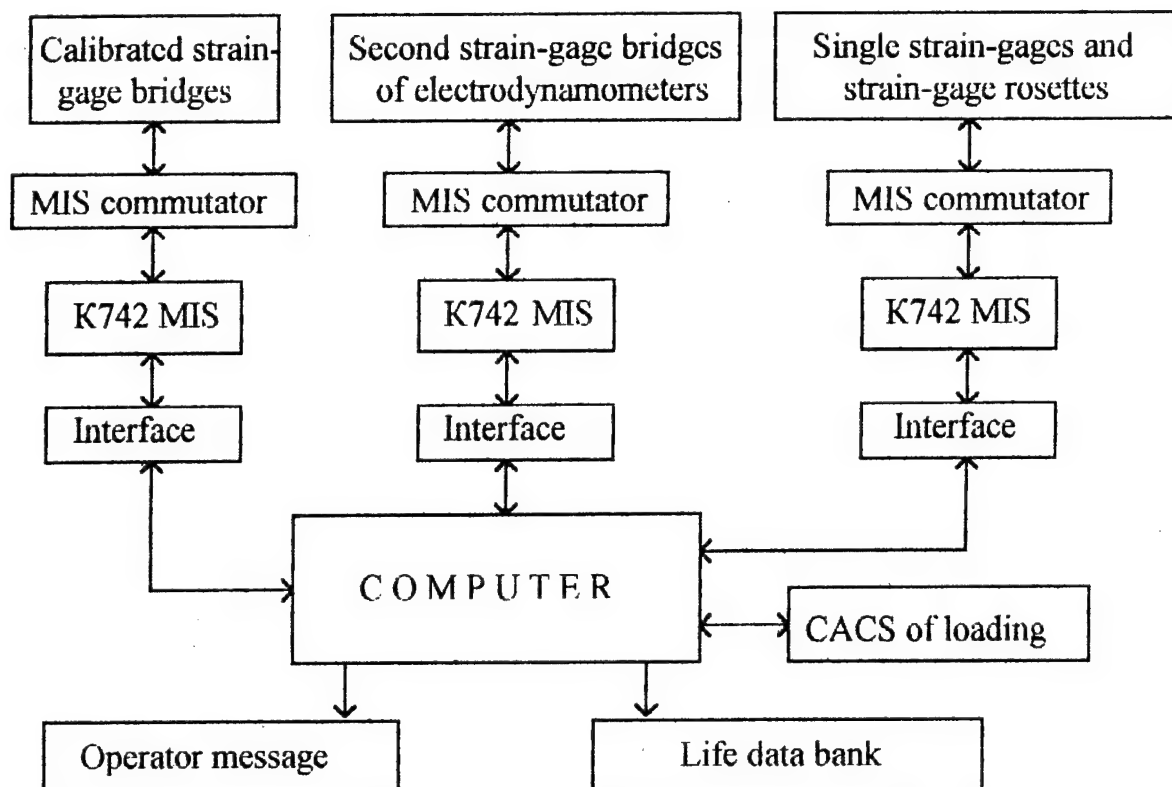 Calibrated strain-
gage bridges
Second strain-gage bridges
of electrodynamometers
Single strain-gages and
strain-gage rosettes
MIS commutator
MIS commutator
MIS commutator
K742 MIS
K742 MIS
K742 MIS
Interface
Interface
Interface
COMPUTER
CACS of loading
Operator message
Life data bank